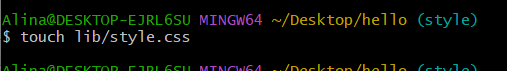 Alina@DESKTOP-EJRL6SU MINGW64 ~/Desktop/hello (style)
$ touch lib/style.css
Alina@DESKTOP-EJRL6SU MINGW64 ~/Desktop/hello (style)